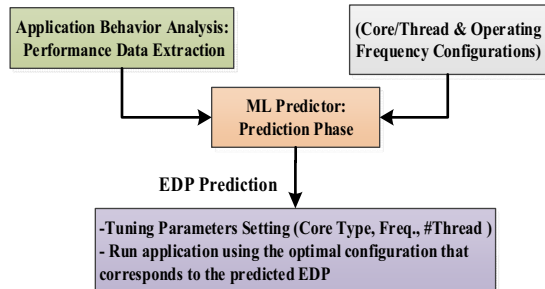 Application Behavior Analysis:
Performance Data Extraction
(Core/Thread & Operating
Frequency Configurations)
ML Predictor:
Prediction Phase
EDP Prediction
-Tuning Parameters Setting (Core Type, Freq., #Thread )
- Run application using the optimal configuration that
corresponds to the predicted EDP